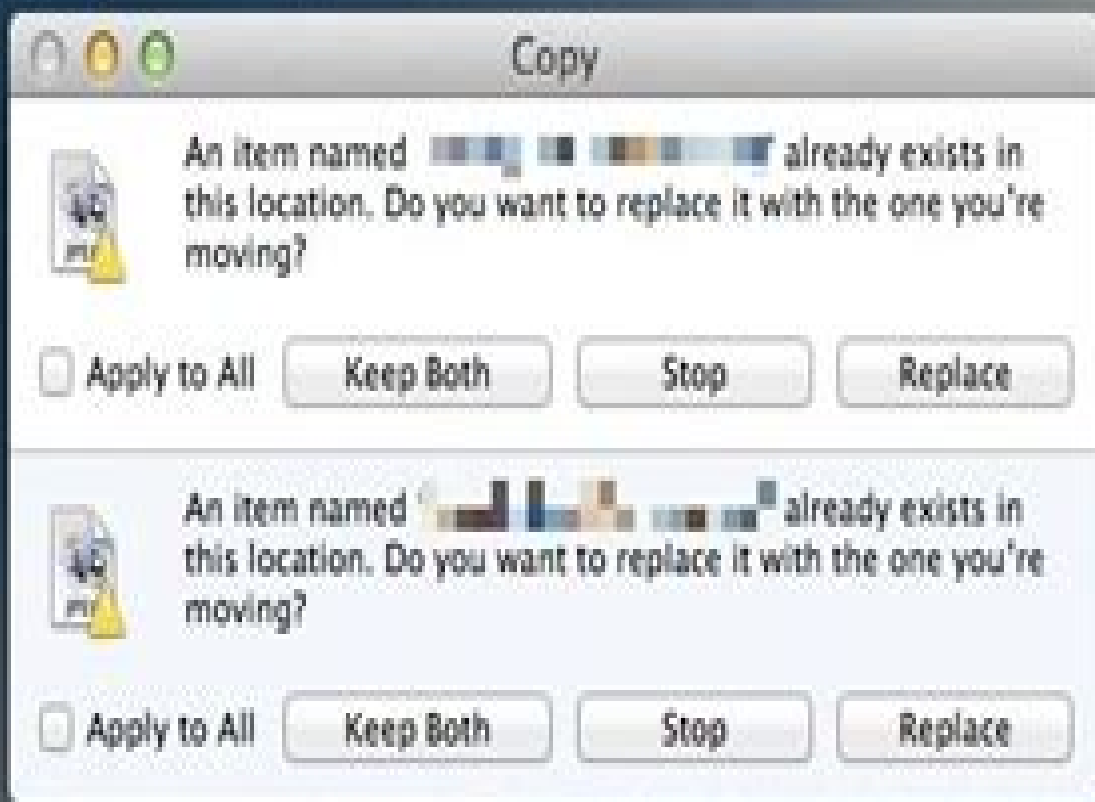 Copy
An item named already exists in
this location. Do you want to replace it with the one you're
moving?
Apply to All Keep Both Stop Replace
An item named already exists in
this location. Do you want to replace it with the one you're
moving?
Apply to All Keep Both Stop Replace